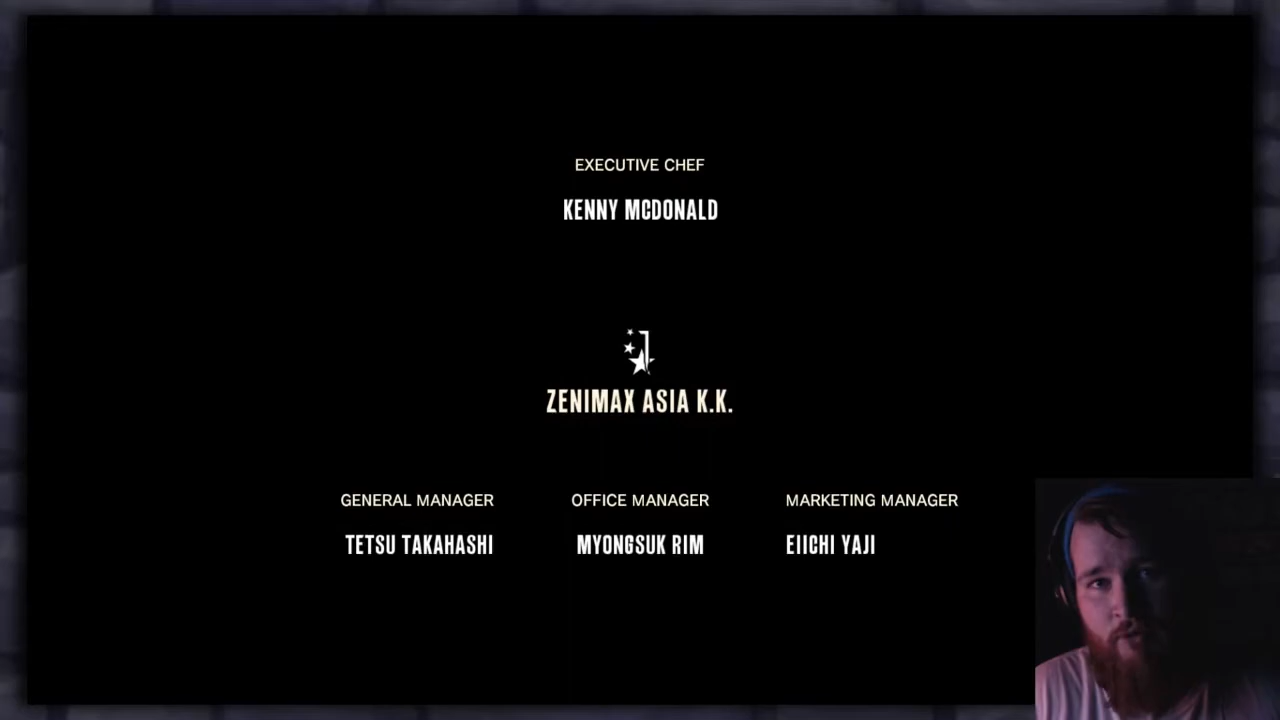 EXECUTIVE CHEF
KENNY MCDONALD
ZENIMAX ASIA K.K.
GENERAL MANAGER OFFICE MANAGER MARKETING MANAGER
TETSU TAKAHASHI MYONGSUK RIM EIICHI YAJI